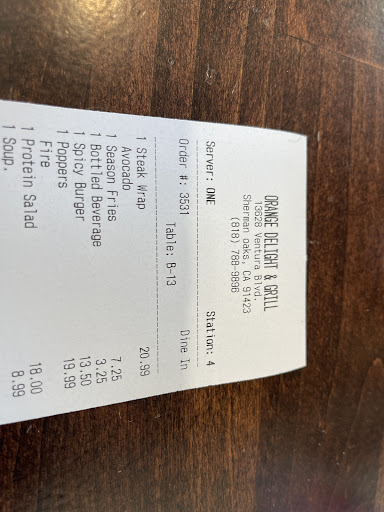 ORANGE DELIGHT & GRILL
13628 Ventura Blvd.
Sherman oaks, CA 91423
(818) 788-9896
Server: ONE Station: 4
Order #: 3531 Table: B-13 Dine In
1 Steak Wrap 20.99
Avocado
1 Season Fries 7.25
1 Bottled Beverage 3.25
1 Spicy Burger 13.50
1 Poppers 19.99
Fire
1 Protein Salad 18.00
1 Soup. 8.99